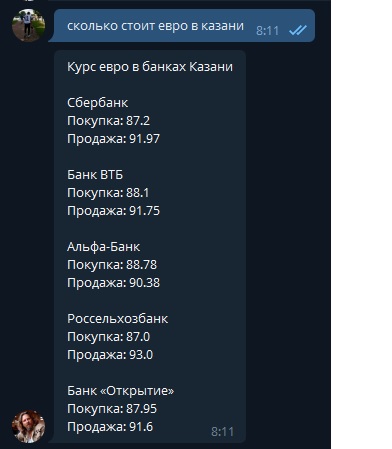 сколько стоит евро в казани
8:11
Курс евро в банках Казани
Сбербанк
Покупка: 87.2
Продажа: 91.97
Банк ВТБ
Покупка: 88.1
Продажа: 91.75
Альфа-Банк
Покупка: 88.78
Продажа: 90.38
Россельхозбанк
Покупка: 87.0
Продажа: 93.0
Банк «Открытие»
Покупка: 87.95
Продажа: 91.6
8:11